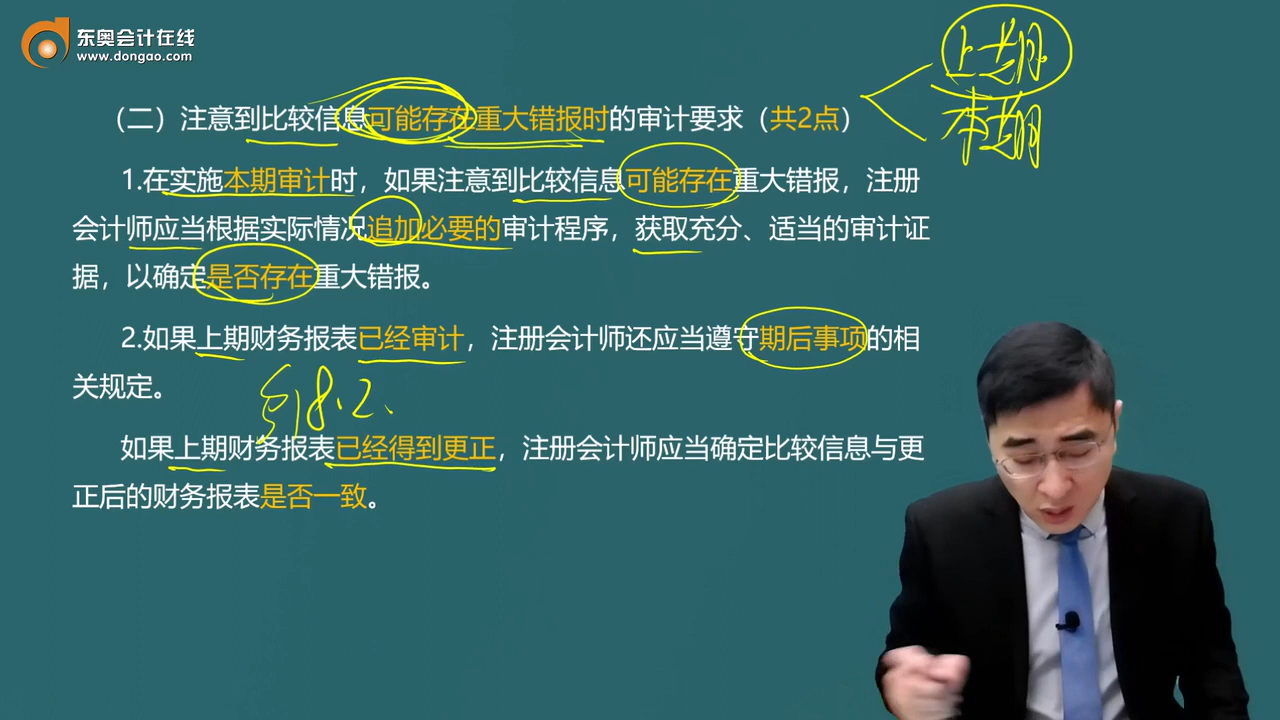 东奥会计在线
www.dongao.com
上期
本期
（二）注意到比较信息可能存在重大错报时的审计要求（共2点）
1.在实施本期审计时，如果注意到比较信息可能存在重大错报，注册
会计师应当根据实际情况追加必要的审计程序，获取充分、适当的审计证
据，以确定是否存在重大错报。
2.如果上期财务报表已经审计，注册会计师还应当遵守期后事项的相
关规定。
18.2.
如果上期财务报表已经得到更正，注册会计师应当确定比较信息与更
正后的财务报表是否一致。